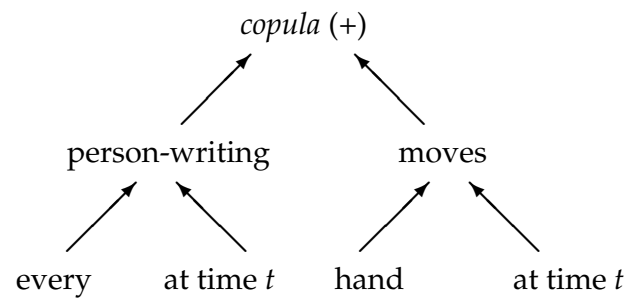 copula (+)
person-writing moves
every at time t hand at time t